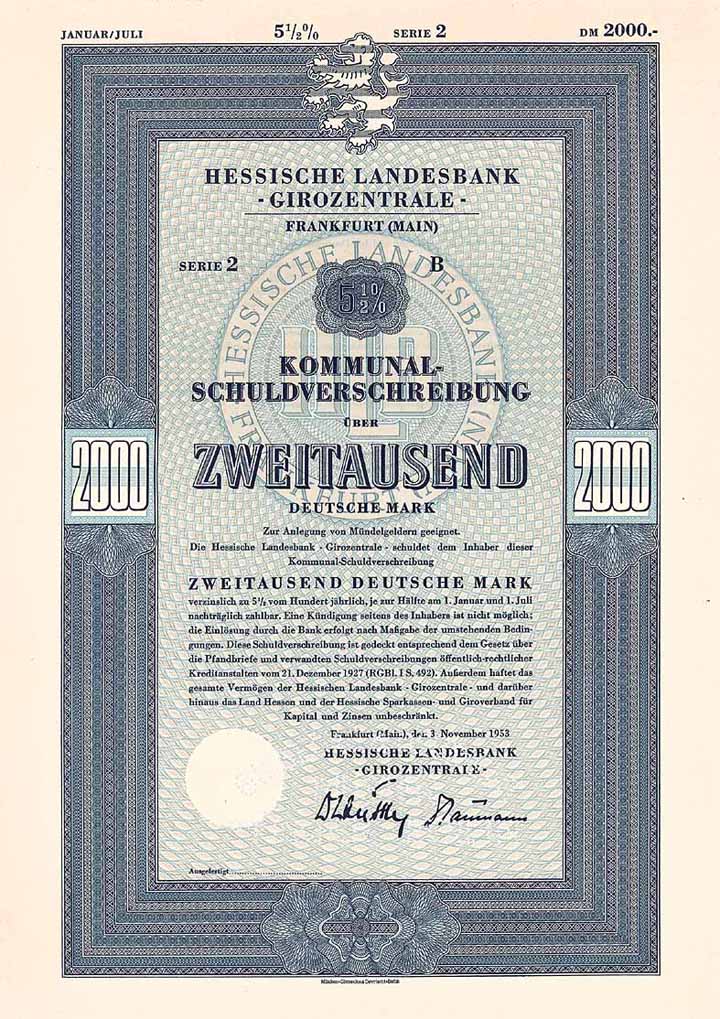 JANUAR/JULI 5½% SERIE 2 DM 2000.-
HESSISCHE LANDESBANK
- GIROZENTRALE -
FRANKFURT (MAIN)
SERIE 2 B
HESSISCHE LANDESBANK
5½%
HLB
KOMMUNAL-
SCHULDVERSCHREIBUNG
ÜBER
2000 ZWEITAUSEND 2000
DEUTSCHE MARK
Zur Anlegung von Mündelgeldern geeignet.
Die Hessische Landesbank - Girozentrale - schuldet dem Inhaber dieser
Kommunal-Schuldverschreibung
ZWEITAUSEND DEUTSCHE MARK
verzinslich zu 5½ vom Hundert jährlich, je zur Hälfte am 1. Januar und 1. Juli
nachträglich zahlbar. Eine Kündigung seitens des Inhabers ist nicht möglich;
die Einlösung durch die Bank erfolgt nach Maßgabe der umstehenden Bedin-
gungen. Diese Schuldverschreibung ist gedeckt entsprechend dem Gesetz über
die Pfandbriefe und verwandten Schuldverschreibungen öffentlich-rechtlicher
Kreditanstalten vom 21. Dezember 1927 (RGBl. I S. 492). Außerdem haftet das
gesamte Vermögen der Hessischen Landesbank - Girozentrale - und darüber
hinaus das Land Hessen und der Hessische Sparkassen- und Giroverband für
Kapital und Zinsen unbeschränkt.
Frankfurt (Main), den 3. November 1953
HESSISCHE LANDESBANK
- GIROZENTRALE -
Ausgefertigt